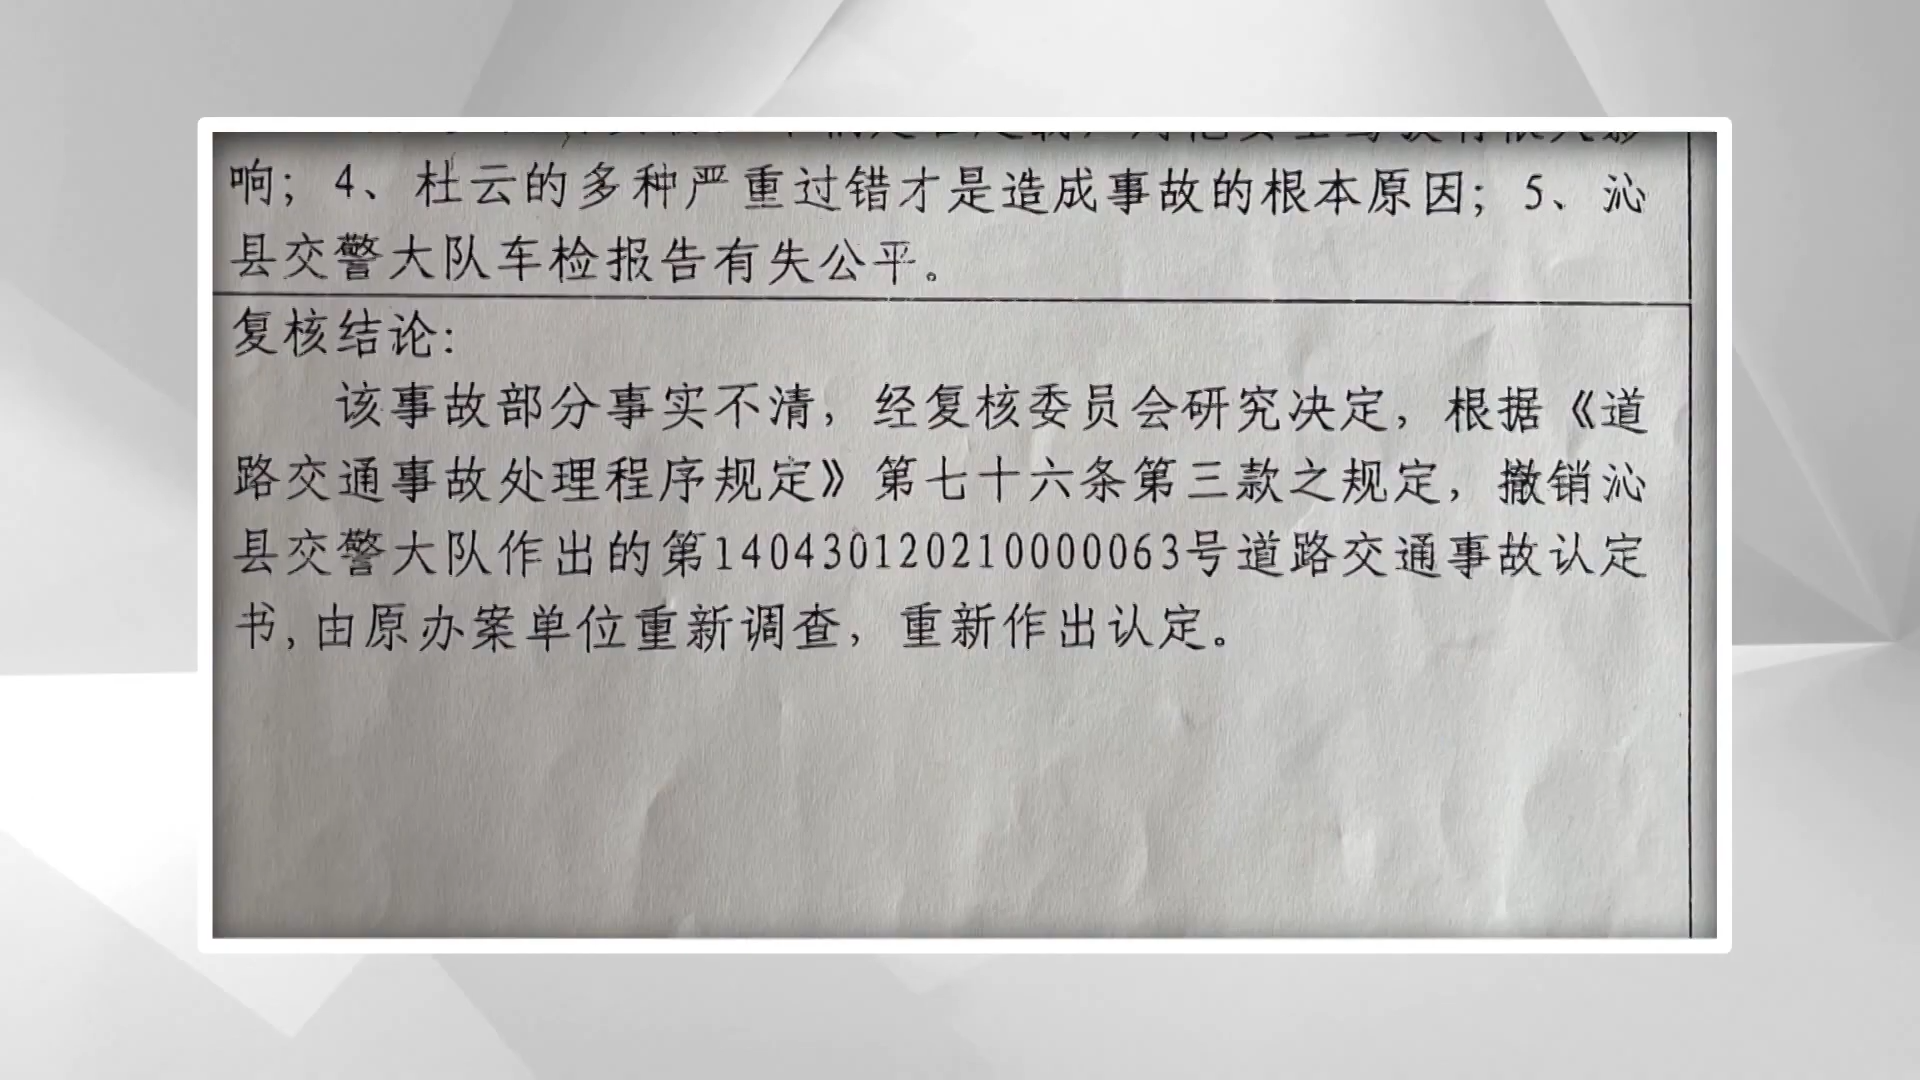 响；4、杜云的多种严重过错才是造成事故的根本原因；5、沁
县交警大队车检报告有失公平。
复核结论：
该事故部分事实不清，经复核委员会研究决定，根据《道
路交通事故处理程序规定》第七十六条第三款之规定，撤销沁
县交警大队作出的第140430120210000063号道路交通事故认定
书,由原办案单位重新调查，重新作出认定。